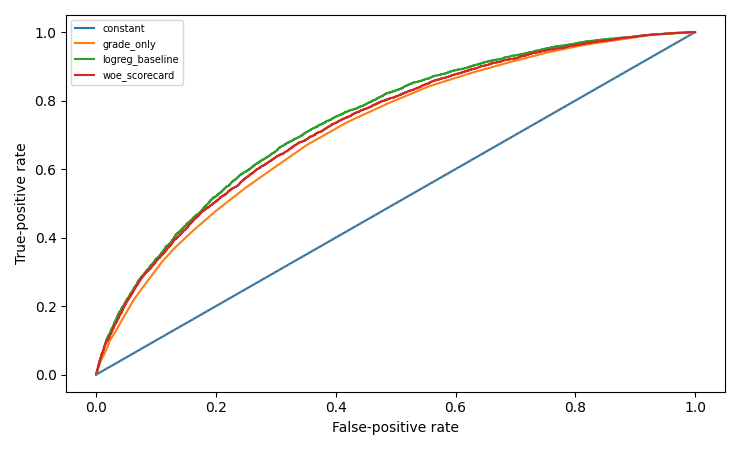 constant
grade_only
logreg_baseline
woe_scorecard
True-positive rate
1.0
0.8
0.6
0.4
0.2
0.0
0.0 0.2 0.4 0.6 0.8 1.0
False-positive rate